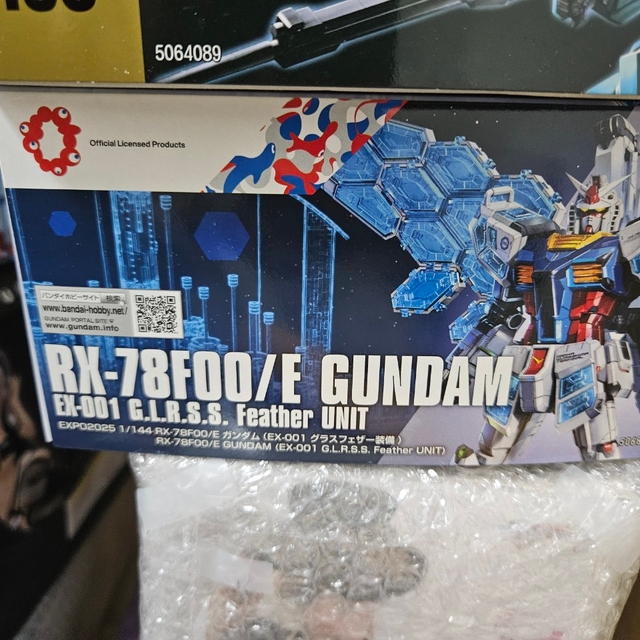 5064089
Official Licensed Products
バンダイホビーサイト 検索
www.bandai-hobby.net/
GUNDAM PORTAL SITE
www.gundam.info
RX-78F00/E GUNDAM
EX-001 G.L.R.S.S. Feather UNIT
EXPO2025 1/144 RX-78F00/E ガンダム (EX-001 グラスフェザー装備)
RX-78F00/E GUNDAM (EX-001 G.L.R.S.S. Feather UNIT)